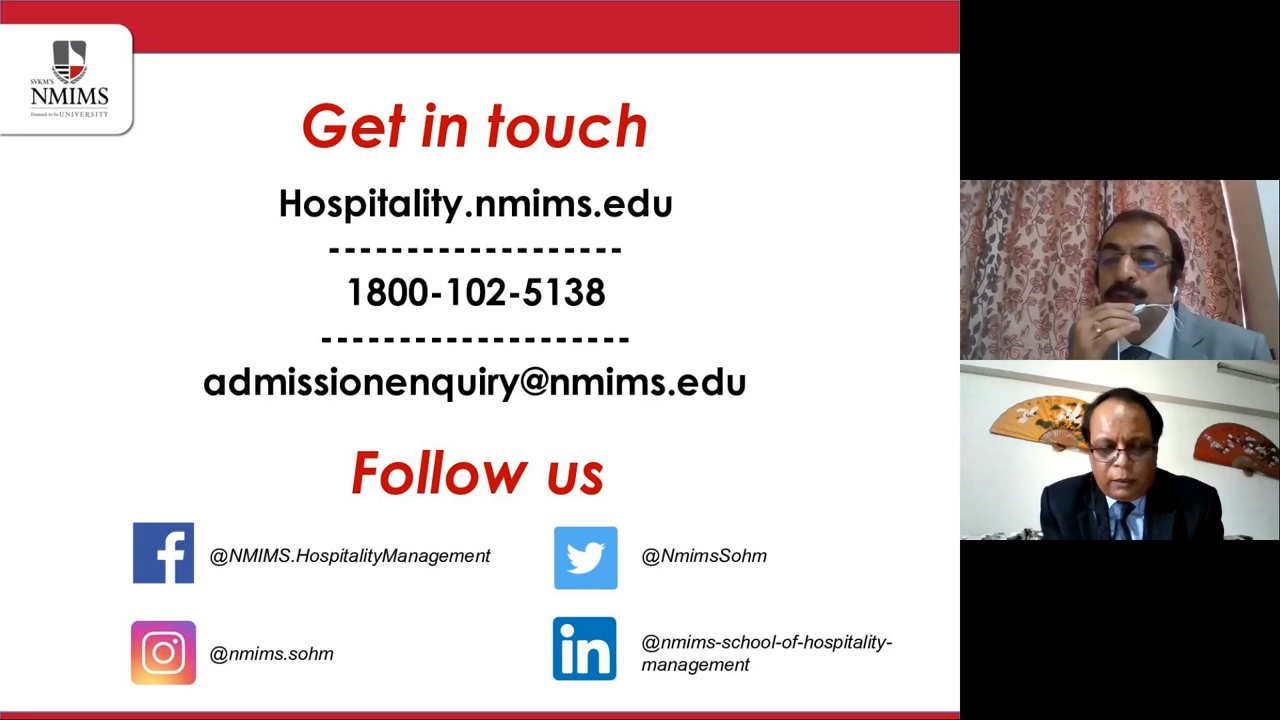 SVKM'S
NMIMS
Deemed-to-be UNIVERSITY
Get in touch
Hospitality.nmims.edu
-------------------
1800-102-5138
--------------------
admissionenquiry@nmims.edu
Follow us
@NMIMS.HospitalityManagement
@NmimsSohm
@nmims.sohm
@nmims-school-of-hospitality-
management